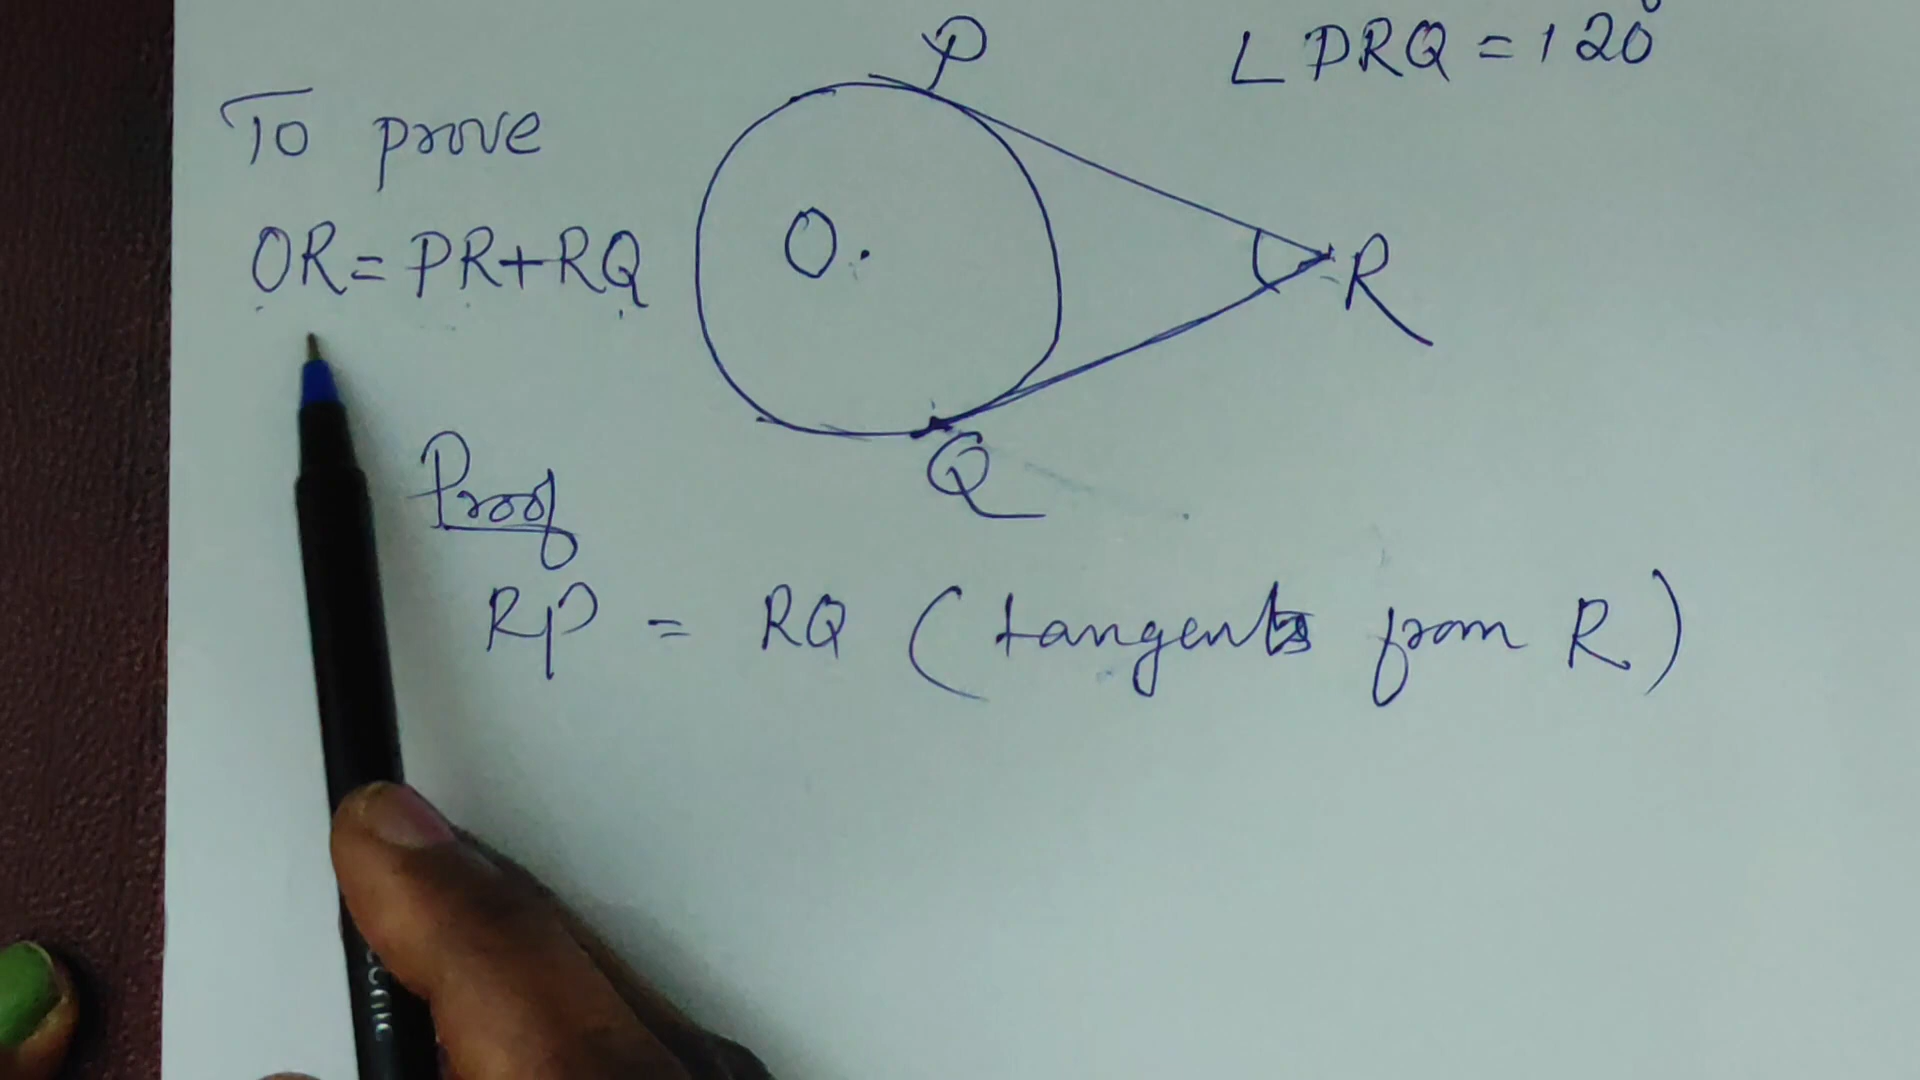 P
∠PRQ = 120°
To prove
OR = PR + RQ
O.
R
Q
Proof
RP = RQ (tangents from R)